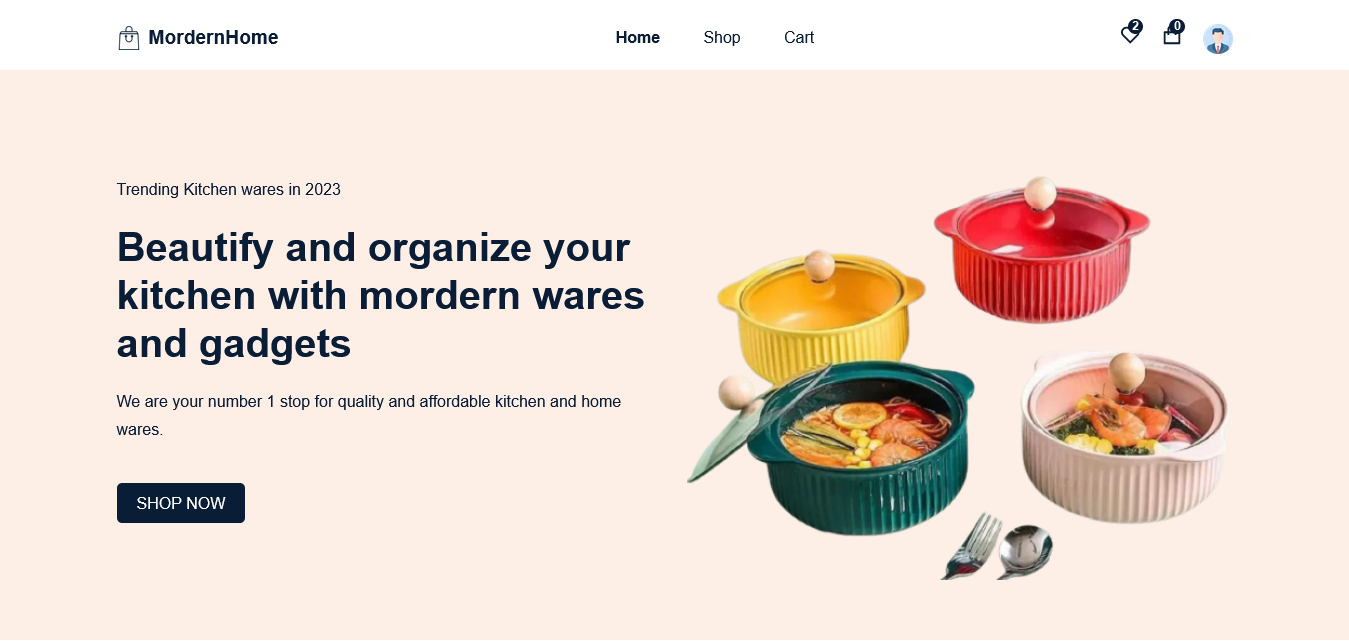 MordernHome
Home
Shop
Cart
2
0
Trending Kitchen wares in 2023
Beautify and organize your
kitchen with mordern wares
and gadgets
We are your number 1 stop for quality and affordable kitchen and home
wares.
SHOP NOW